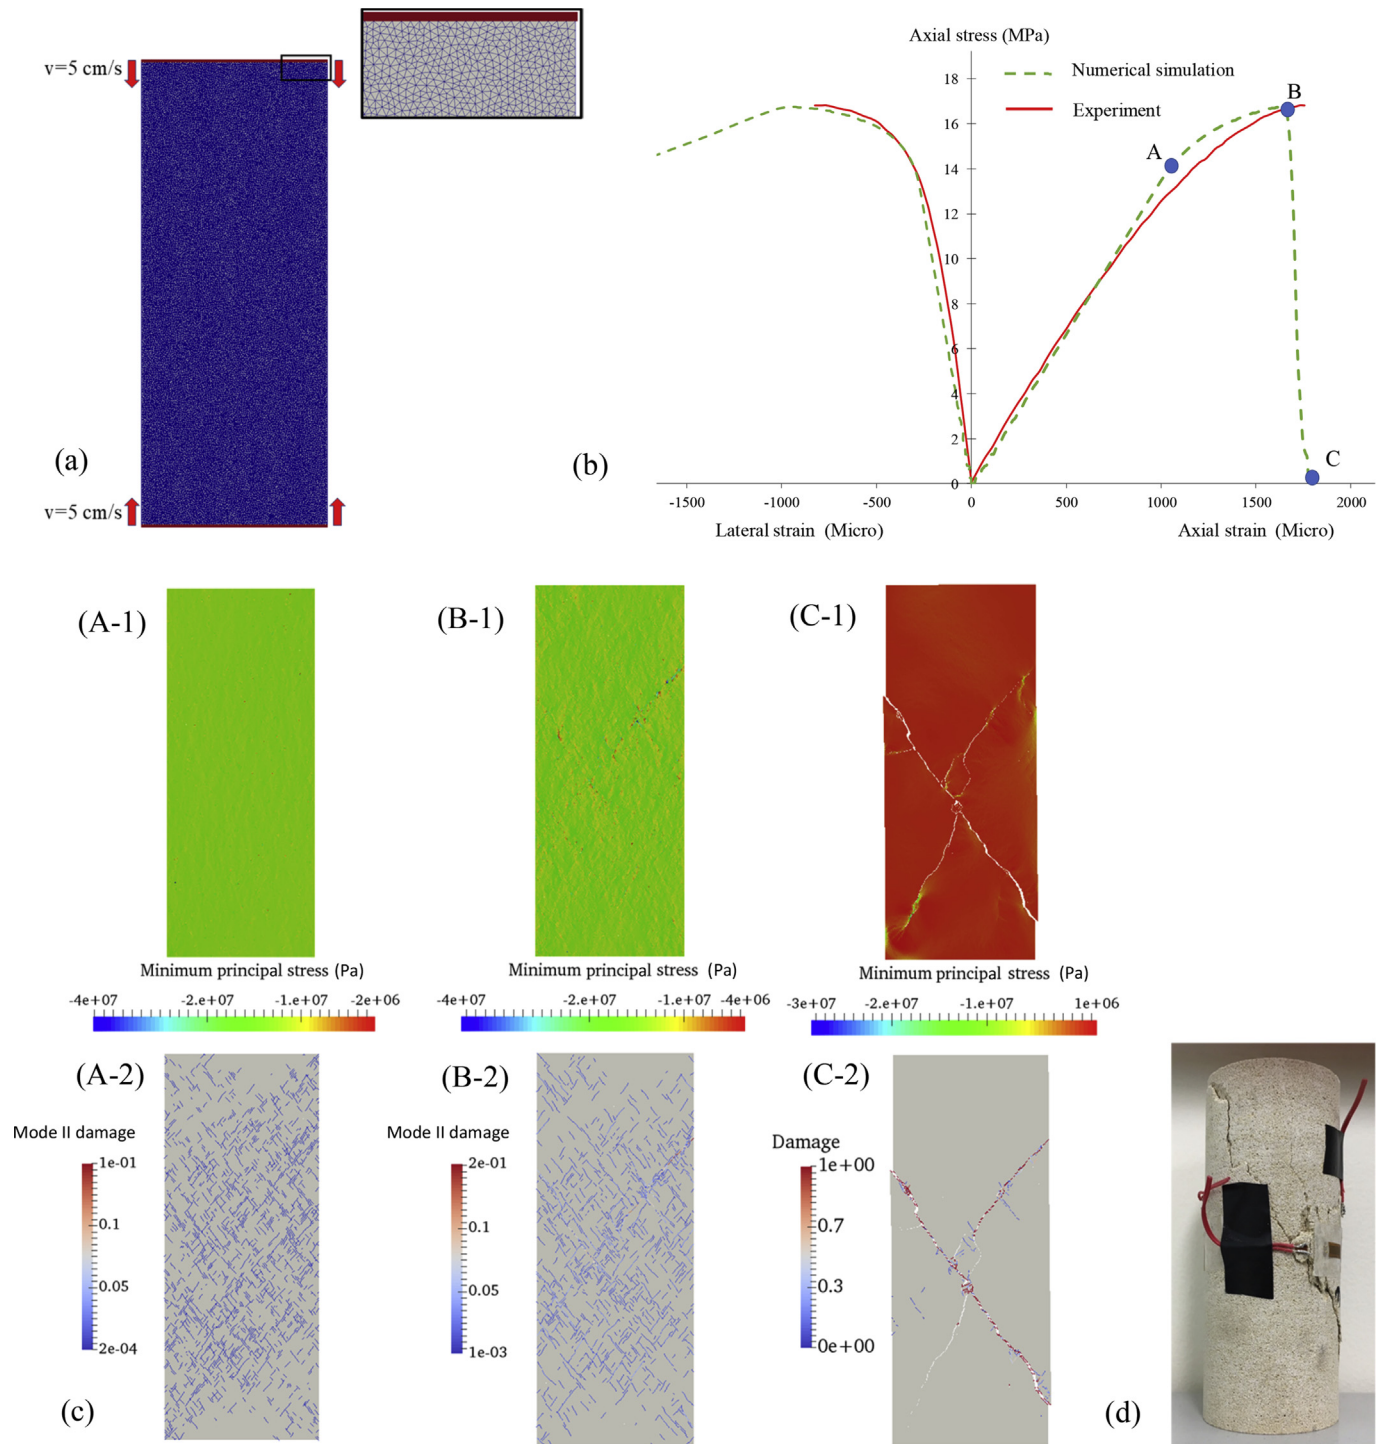 v=5 cm/s
(a)
v=5 cm/s
Axial stress (MPa)
Numerical simulation
Experiment
18
16
14
12
10
8
6
4
2
0
A
B
C
(b)
-1500
-1000
-500
0
500
1000
1500
2000
Lateral strain (Micro)
Axial strain (Micro)
(A-1)
(B-1)
(C-1)
Minimum principal stress (Pa)
-4e+07
-2.e+07
-1.e+07
-2e+06
Minimum principal stress (Pa)
-4e+07
-2.e+07
-1.e+07
-4e+06
Minimum principal stress (Pa)
-3e+07
-2.e+07
-1e+07
1e+06
(A-2)
Mode II damage
1e-01
0.1
0.05
2e-04
(B-2)
Mode II damage
2e-01
0.1
0.05
1e-03
(C-2)
Damage
1e+00
0.7
0.3
0e+00
(c)
(d)